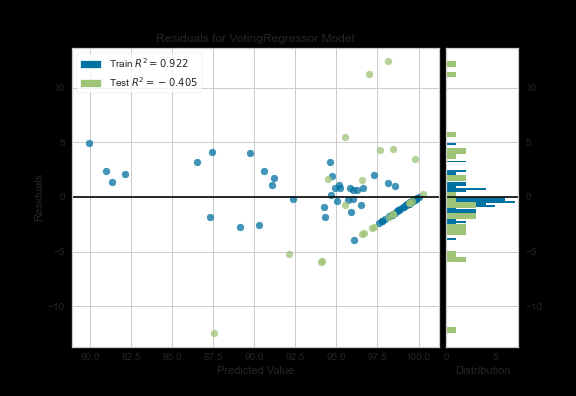 Residuals for VotingRegressor Model
Train R² = 0.922
Test R² = −0.405
Residuals
10
5
0
−5
−10
80.0 82.5 85.0 87.5 90.0 92.5 95.0 97.5 100.0
Predicted Value
10
5
0
−5
−10
0 5
Distribution